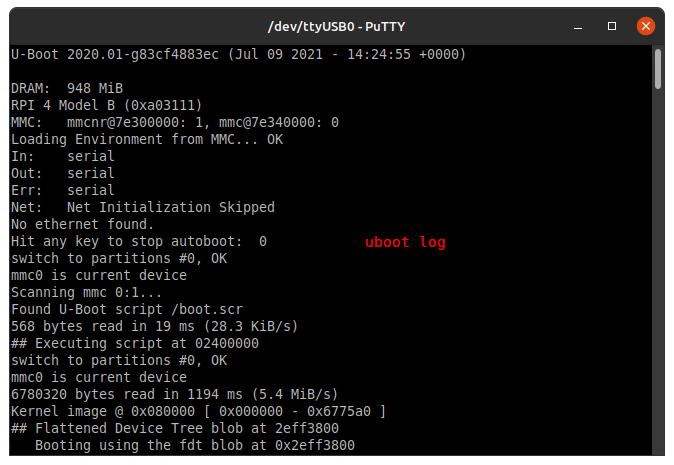 /dev/ttyUSB0 - PuTTY
U-Boot 2020.01-g83cf4883ec (Jul 09 2021 - 14:24:55 +0000)
DRAM:  948 MiB
RPI 4 Model B (0xa03111)
MMC:   mmcnr@7e300000: 1, mmc@7e340000: 0
Loading Environment from MMC... OK
In:    serial
Out:   serial
Err:   serial
Net:   Net Initialization Skipped
No ethernet found.
Hit any key to stop autoboot:  0
uboot log
switch to partitions #0, OK
mmc0 is current device
Scanning mmc 0:1...
Found U-Boot script /boot.scr
568 bytes read in 19 ms (28.3 KiB/s)
## Executing script at 02400000
switch to partitions #0, OK
mmc0 is current device
6780320 bytes read in 1194 ms (5.4 MiB/s)
Kernel image @ 0x080000 [ 0x000000 - 0x6775a0 ]
## Flattened Device Tree blob at 2eff3800
   Booting using the fdt blob at 0x2eff3800